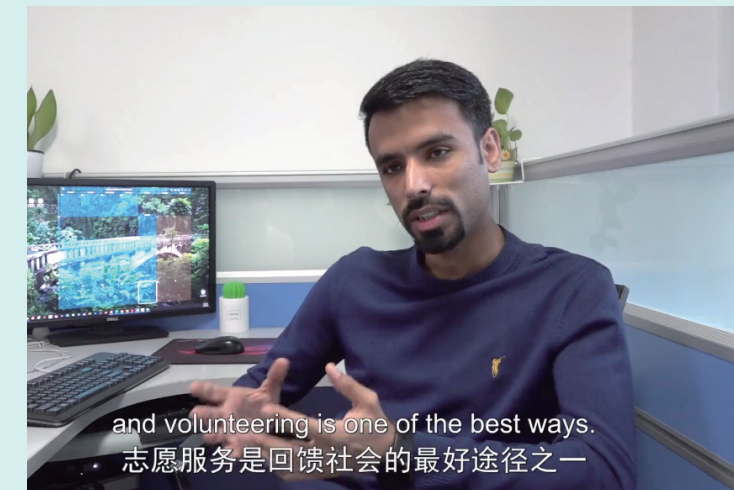 and volunteering is one of the best ways.
志愿服务是回馈社会的最好途径之一